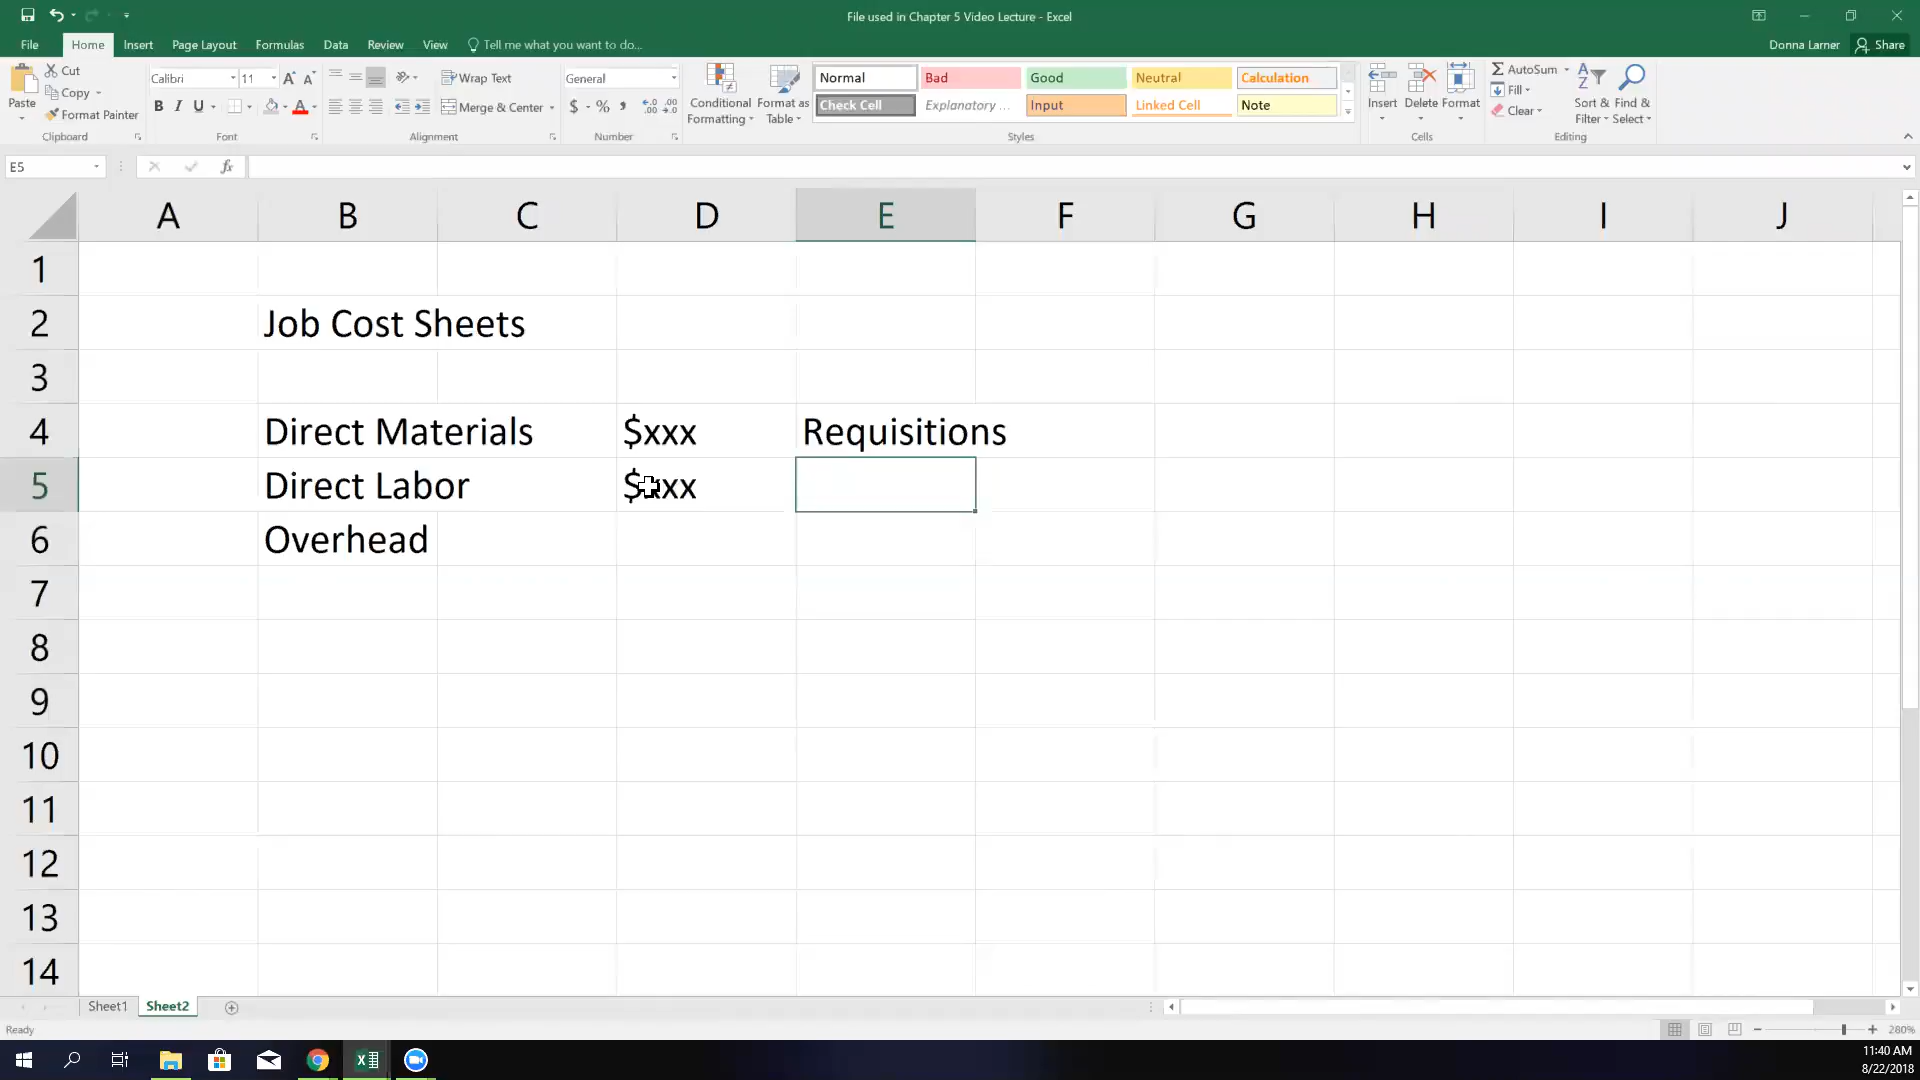 File used in Chapter 5 Video Lecture - Excel
File Home Insert Page Layout Formulas Data Review View Tell me what you want to do... Donna Larner Share
Paste Cut Copy Format Painter Clipboard
Calibri 11 A A B I U A Font
Wrap Text Merge & Center Alignment
General $ % , Number
Conditional Formatting Format as Table
Normal Bad Good Neutral Calculation
Check Cell Explanatory ... Input Linked Cell Note
Styles
Insert Delete Format Cells
AutoSum Fill Clear Sort & Filter Find & Select Editing
E5 fx
A B C D E F G H I J
1
2 Job Cost Sheets
3
4 Direct Materials $xxx Requisitions
5 Direct Labor $xxx
6 Overhead
7
8
9
10
11
12
13
14
Sheet1 Sheet2
Ready 280%
11:40 AM
8/22/2018